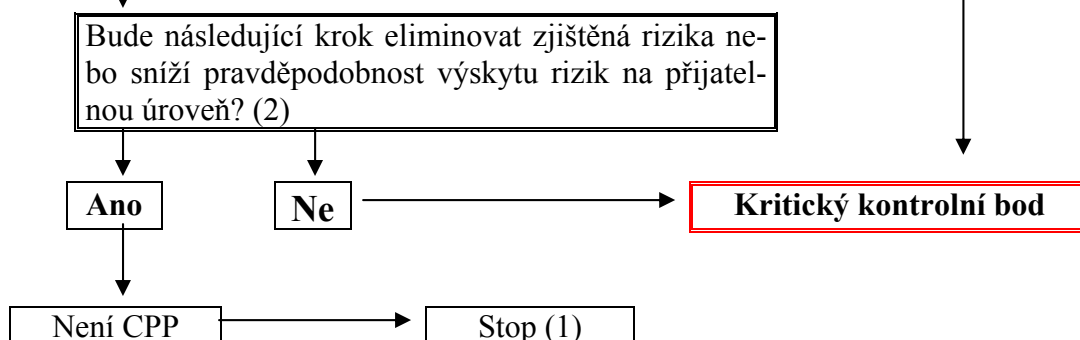 Bude následující krok eliminovat zjištěná rizika ne-
bo sníží pravděpodobnost výskytu rizik na přijatel-
nou úroveň? (2)
Ano
Ne
Kritický kontrolní bod
Není CPP
Stop (1)